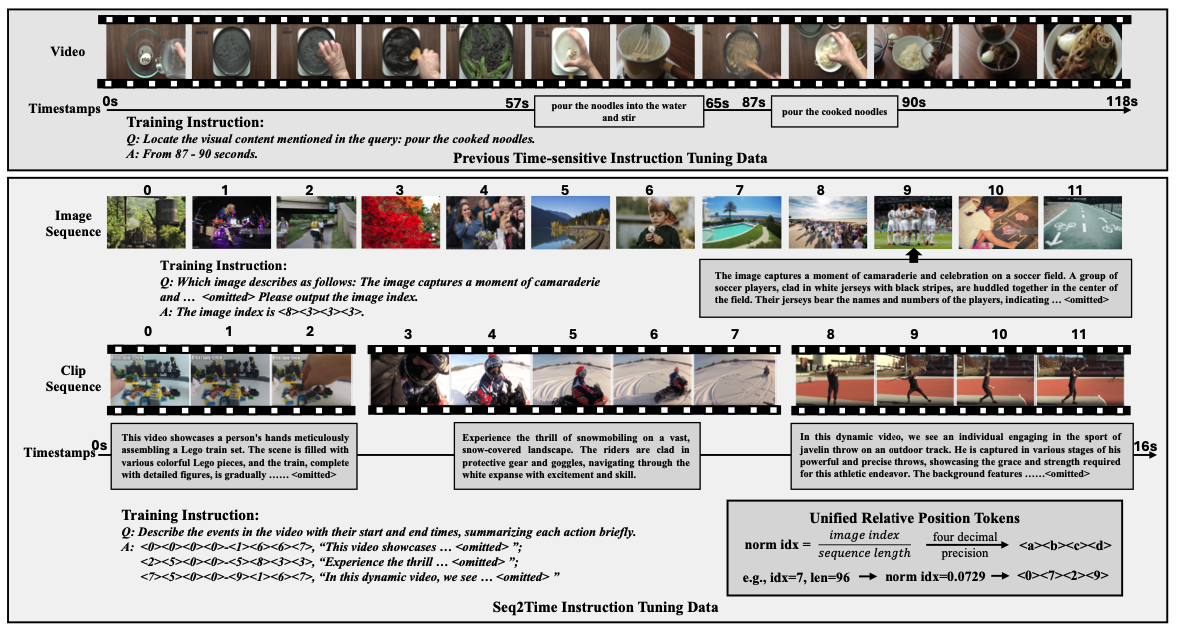 Video
Timestamps
0s
57s
pour the noodles into the water
and stir
65s
87s
pour the cooked noodles
90s
118s
Training Instruction:
Q: Locate the visual content mentioned in the query: pour the cooked noodles.
A: From 87 - 90 seconds.
Previous Time-sensitive Instruction Tuning Data
0 1 2 3 4 5 6 7 8 9 10 11
Image
Sequence
Training Instruction:
Q: Which image describes as follows: The image captures a moment of camaraderie
and … <omitted> Please output the image index.
A: The image index is <8><3><3><3>.
The image captures a moment of camaraderie and celebration on a soccer field. A group of
soccer players, clad in white jerseys with black stripes, are huddled together in the center of
the field. Their jerseys bear the names and numbers of the players, indicating … <omitted>
0 1 2 3 4 5 6 7 8 9 10 11
Clip
Sequence
Timestamps
0s
This video showcases a person's hands meticulously
assembling a Lego train set. The scene is filled with
various colorful Lego pieces, and the train, complete
with detailed figures, is gradually …… <omitted>
Experience the thrill of snowmobiling on a vast,
snow-covered landscape. The riders are clad in
protective gear and goggles, navigating through the
white expanse with excitement and skill.
In this dynamic video, we see an individual engaging in the sport of
javelin throw on an outdoor track. He is captured in various stages of his
powerful and precise throws, showcasing the grace and strength required
for this athletic endeavor. The background features ……<omitted>
16s
Training Instruction:
Q: Describe the events in the video with their start and end times, summarizing each action briefly.
A: <0><0><0><0>-<1><6><6><7>, “This video showcases … <omitted> ”;
<2><5><0><0>-<5><8><3><3>, “Experience the thrill … <omitted> ”;
<7><5><0><0>-<9><1><6><7>, “In this dynamic video, we see … <omitted> ”
Unified Relative Position Tokens
norm idx = image index / sequence length
four decimal
precision
<a><b><c><d>
e.g., idx=7, len=96 → norm idx=0.0729 → <0><7><2><9>
Seq2Time Instruction Tuning Data